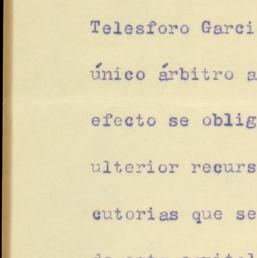 Telesforo Garci
único árbitro a
efecto se oblig
ulterior recurs
cutorias que se